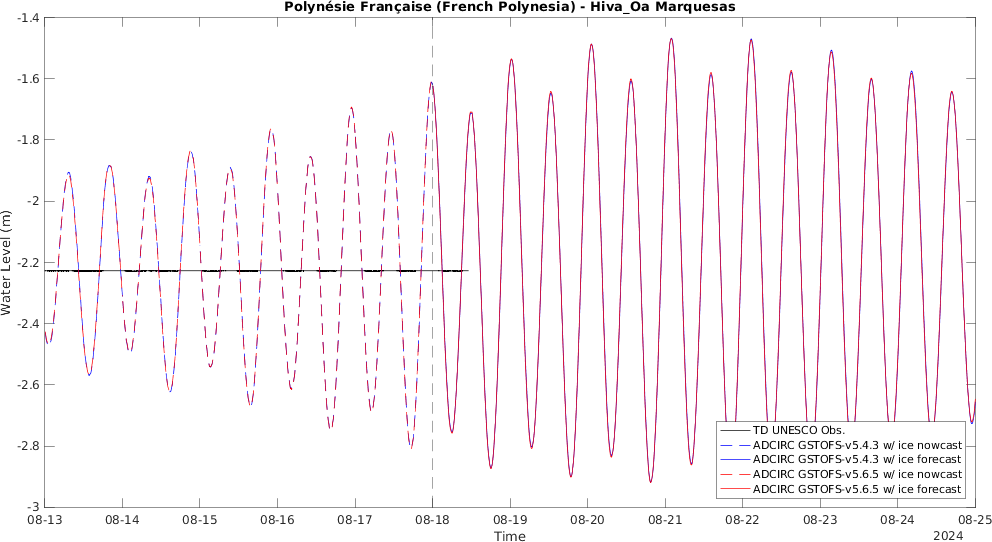 Polynésie Française (French Polynesia) - Hiva_Oa Marquesas
-1.4
-1.6
-1.8
-2
-2.2
-2.4
-2.6
-2.8
-3
Water Level (m)
TD UNESCO Obs.
ADCIRC GSTOFS-v5.4.3 w/ ice nowcast
ADCIRC GSTOFS-v5.4.3 w/ ice forecast
ADCIRC GSTOFS-v5.6.5 w/ ice nowcast
ADCIRC GSTOFS-v5.6.5 w/ ice forecast
08-13 08-14 08-15 08-16 08-17 08-18 08-19 08-20 08-21 08-22 08-23 08-24 08-25
Time 2024